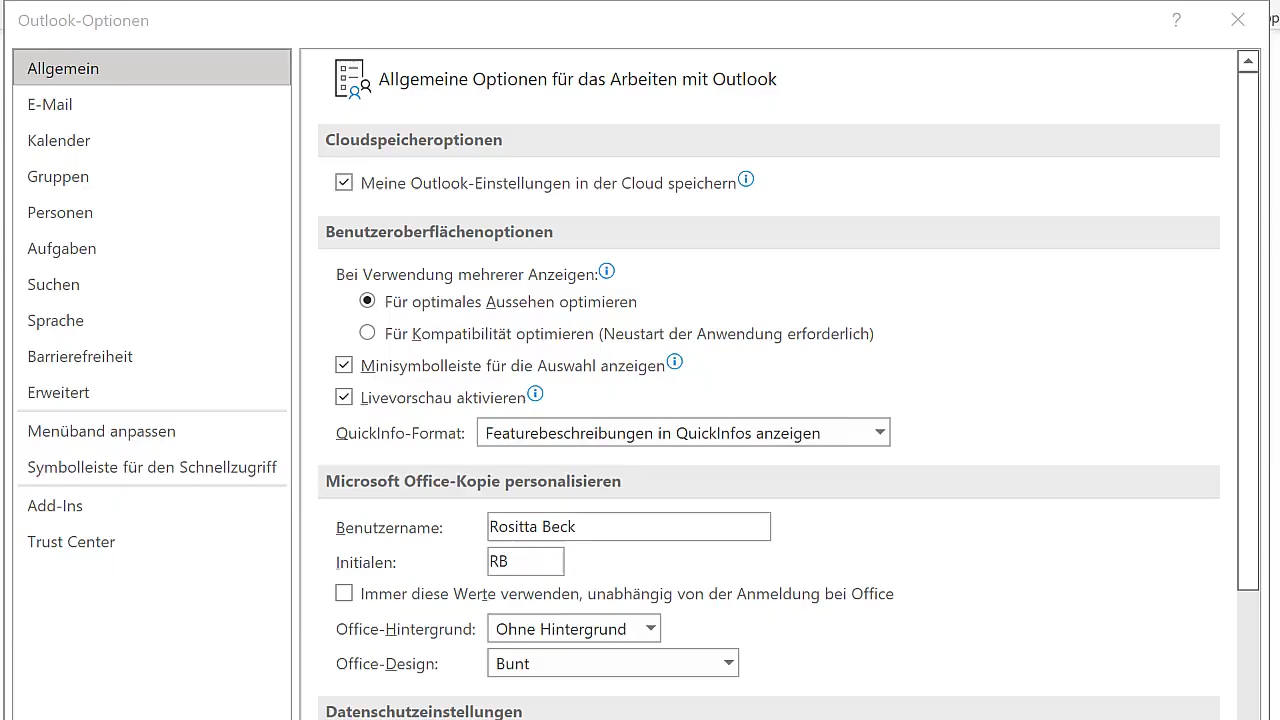 Outlook-Optionen
?
Allgemein
E-Mail
Kalender
Gruppen
Personen
Aufgaben
Suchen
Sprache
Barrierefreiheit
Erweitert
Menüband anpassen
Symbolleiste für den Schnellzugriff
Add-Ins
Trust Center
Allgemeine Optionen für das Arbeiten mit Outlook
Cloudspeicheroptionen
Meine Outlook-Einstellungen in der Cloud speichern
Benutzeroberflächenoptionen
Bei Verwendung mehrerer Anzeigen:
Für optimales Aussehen optimieren
Für Kompatibilität optimieren (Neustart der Anwendung erforderlich)
Minisymbolleiste für die Auswahl anzeigen
Livevorschau aktivieren
QuickInfo-Format: Featurebeschreibungen in QuickInfos anzeigen
Microsoft Office-Kopie personalisieren
Benutzername: Rositta Beck
Initialen: RB
Immer diese Werte verwenden, unabhängig von der Anmeldung bei Office
Office-Hintergrund: Ohne Hintergrund
Office-Design: Bunt
Datenschutzeinstellungen